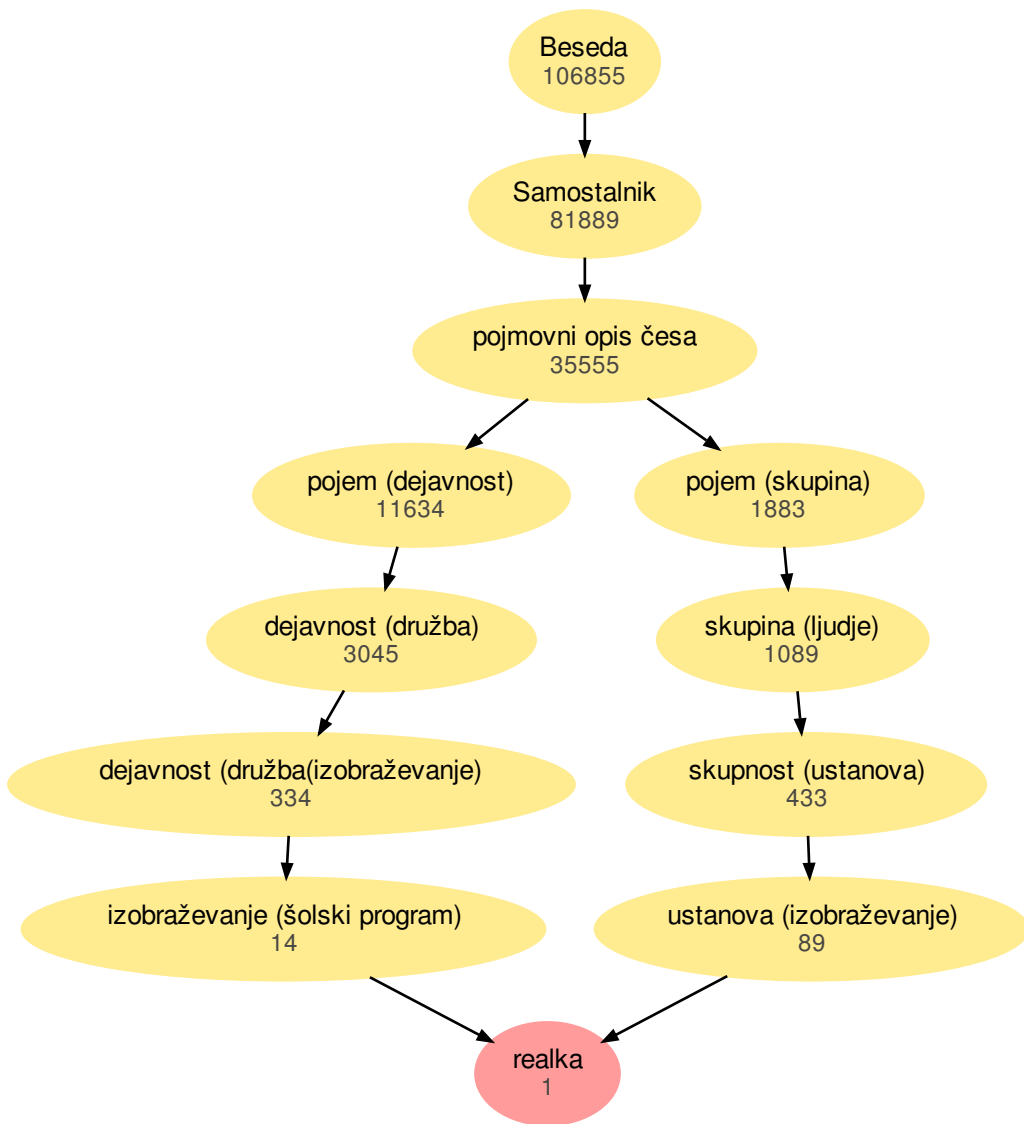 Beseda
106855
Samostalnik
81889
pojmovni opis česa
35555
pojem (dejavnost)
11634
pojem (skupina)
1883
dejavnost (družba)
3045
skupina (ljudje)
1089
dejavnost (družba(izobraževanje)
334
skupnost (ustanova)
433
izobraževanje (šolski program)
14
ustanova (izobraževanje)
89
realka
1